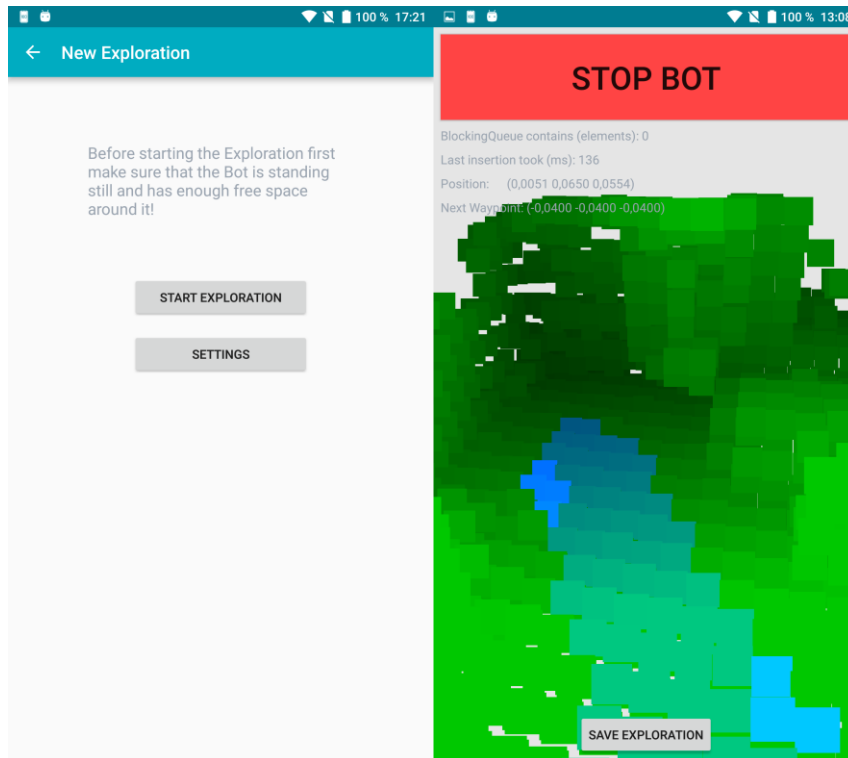 100 % 17:21
New Exploration
Before starting the Exploration first
make sure that the Bot is standing
still and has enough free space
around it!
START EXPLORATION
SETTINGS
100 % 13:08
STOP BOT
BlockingQueue contains (elements): 0
Last insertion took (ms): 136
Position: (0,0051 0,0650 0,0554)
Next Waypoint: (-0,0400 -0,0400 -0,0400)
SAVE EXPLORATION